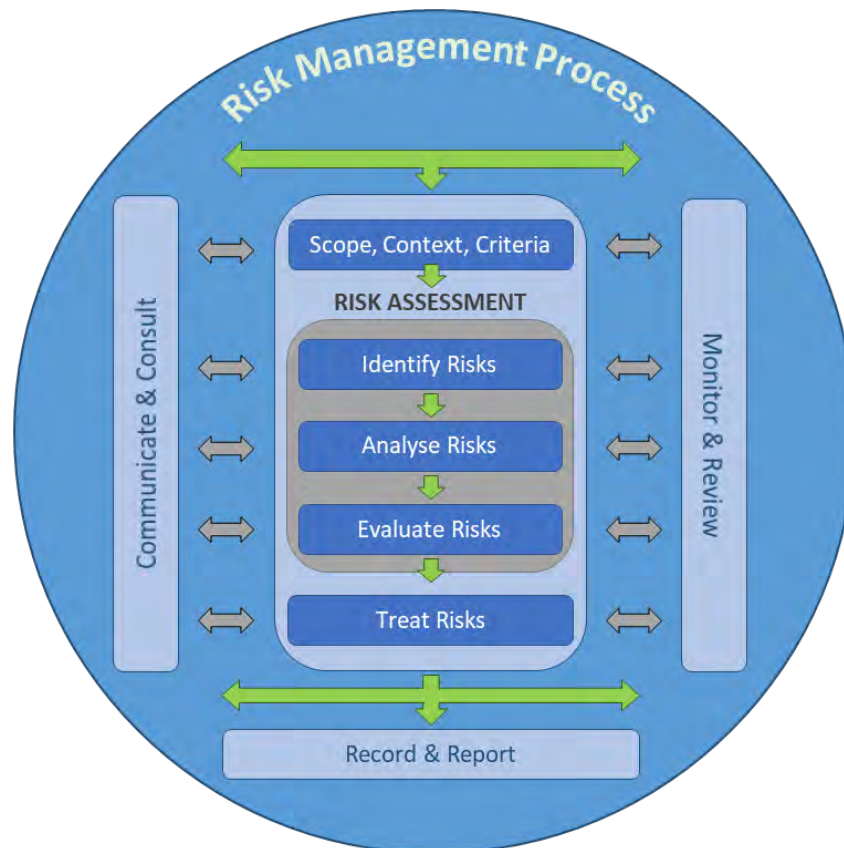 Risk Management Process
Scope, Context, Criteria
RISK ASSESSMENT
Identify Risks
Analyse Risks
Evaluate Risks
Treat Risks
Communicate & Consult
Monitor & Review
Record & Report